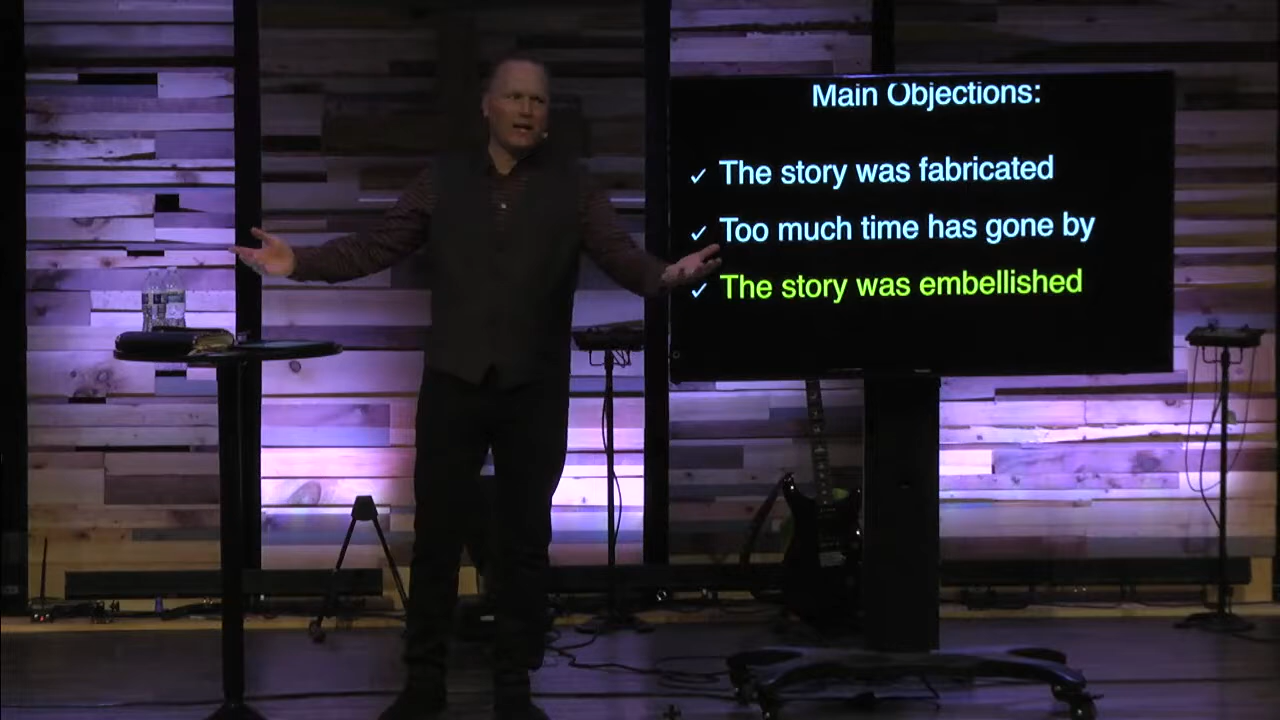 Main Objections:
✓ The story was fabricated
✓ Too much time has gone by
✓ The story was embellished